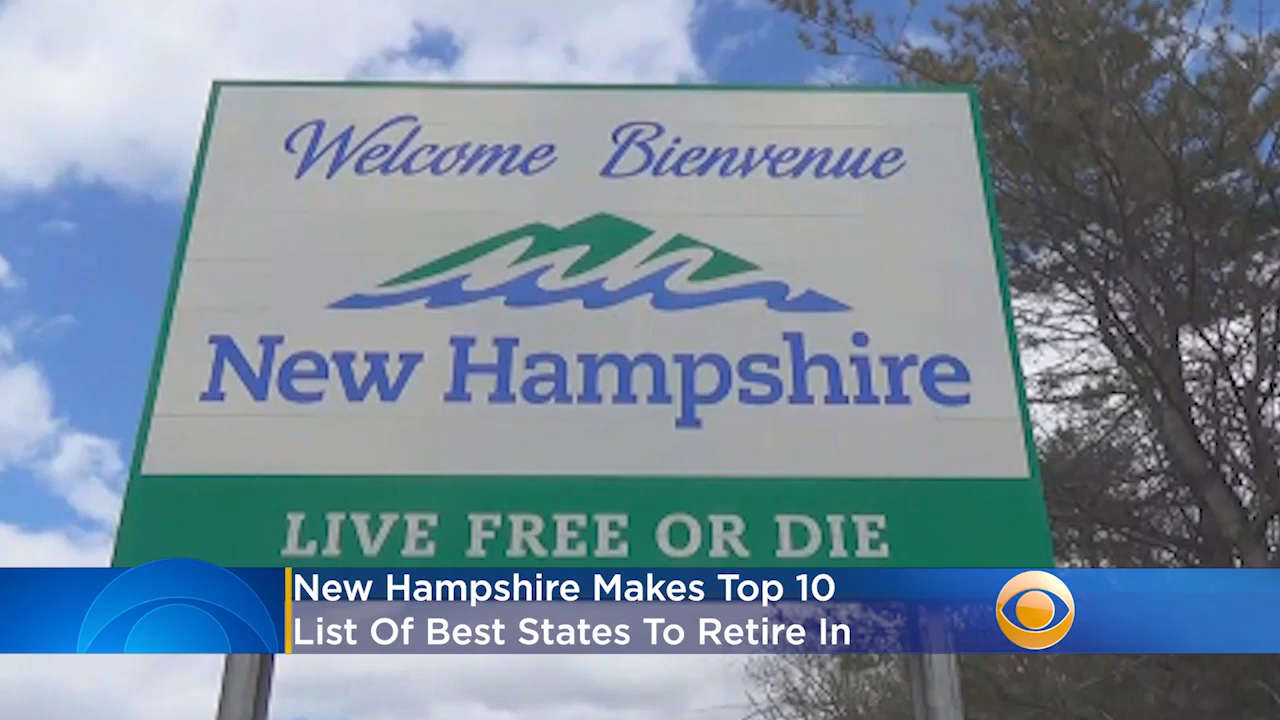 Welcome Bienvenue
New Hampshire
LIVE FREE OR DIE
New Hampshire Makes Top 10
List Of Best States To Retire In